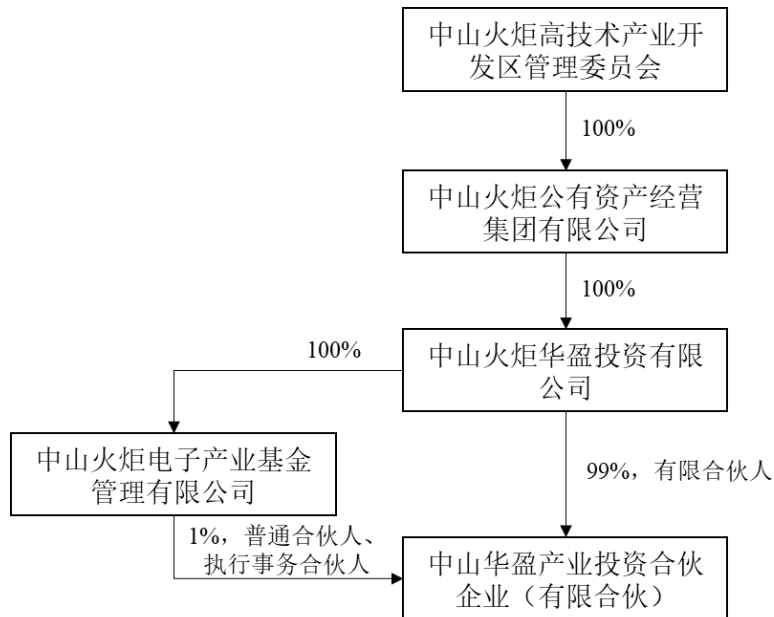 中山火炬高技术产业开
发区管理委员会
100%
中山火炬公有资产经营
集团有限公司
100%
中山火炬华盈投资有限
公司
100%
中山火炬电子产业基金
管理有限公司
99%，有限合伙人
1%，普通合伙人、
执行事务合伙人
中山华盈产业投资合伙
企业（有限合伙）